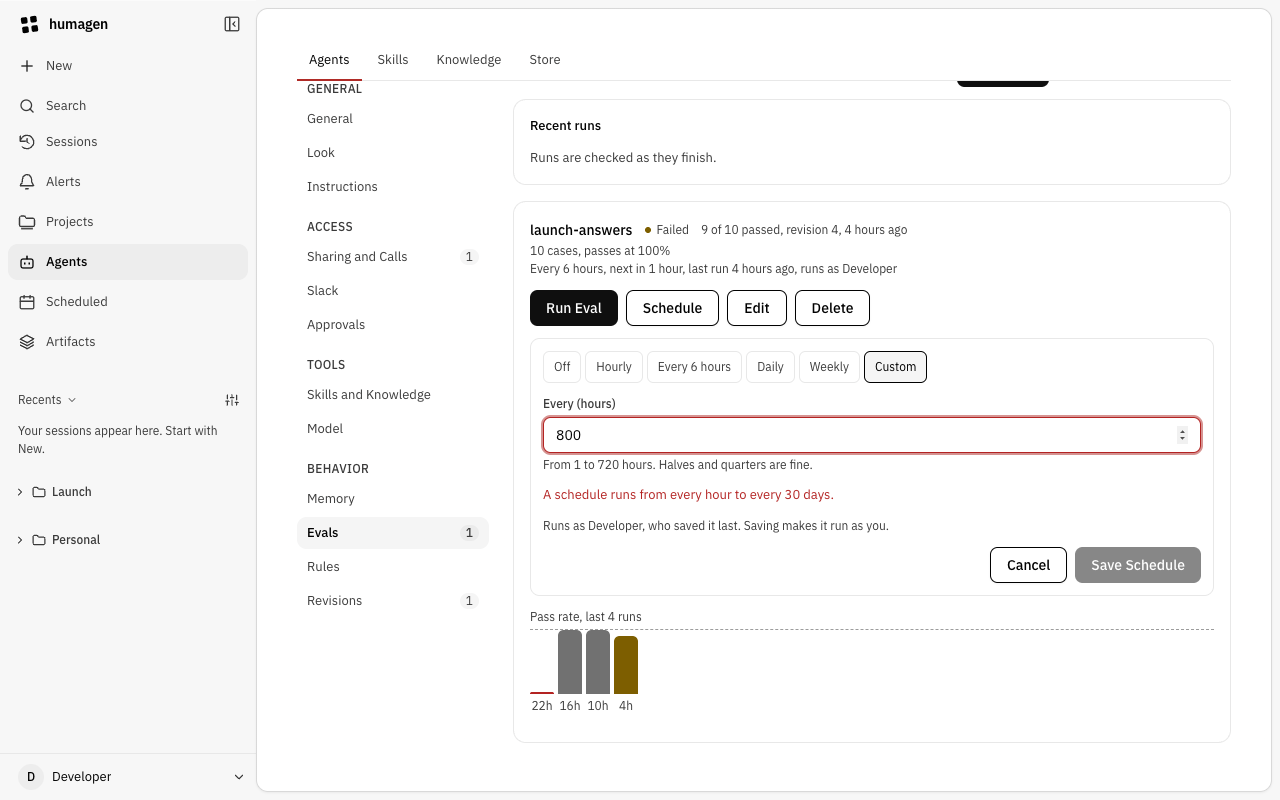 humagen
New
Search
Sessions
Alerts
Projects
Agents
Scheduled
Artifacts
Recents
Your sessions appear here. Start with
New.
Launch
Personal
D Developer
Agents Skills Knowledge Store
GENERAL
General
Look
Instructions
ACCESS
Sharing and Calls 1
Slack
Approvals
TOOLS
Skills and Knowledge
Model
BEHAVIOR
Memory
Evals 1
Rules
Revisions 1
Recent runs
Runs are checked as they finish.
launch-answers Failed 9 of 10 passed, revision 4, 4 hours ago
10 cases, passes at 100%
Every 6 hours, next in 1 hour, last run 4 hours ago, runs as Developer
Run Eval Schedule Edit Delete
Off Hourly Every 6 hours Daily Weekly Custom
Every (hours)
800
From 1 to 720 hours. Halves and quarters are fine.
A schedule runs from every hour to every 30 days.
Runs as Developer, who saved it last. Saving makes it run as you.
Cancel Save Schedule
Pass rate, last 4 runs
22h 16h 10h 4h